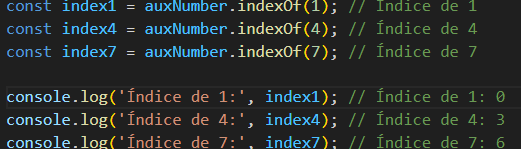 const index1 = auxNumber.indexOf(1); // Índice de 1
const index4 = auxNumber.indexOf(4); // Índice de 4
const index7 = auxNumber.indexOf(7); // Índice de 7
console.log('Índice de 1:', index1); // Índice de 1: 0
console.log('Índice de 4:', index4); // Índice de 4: 3
console.log('Índice de 7:', index7); // Índice de 7: 6